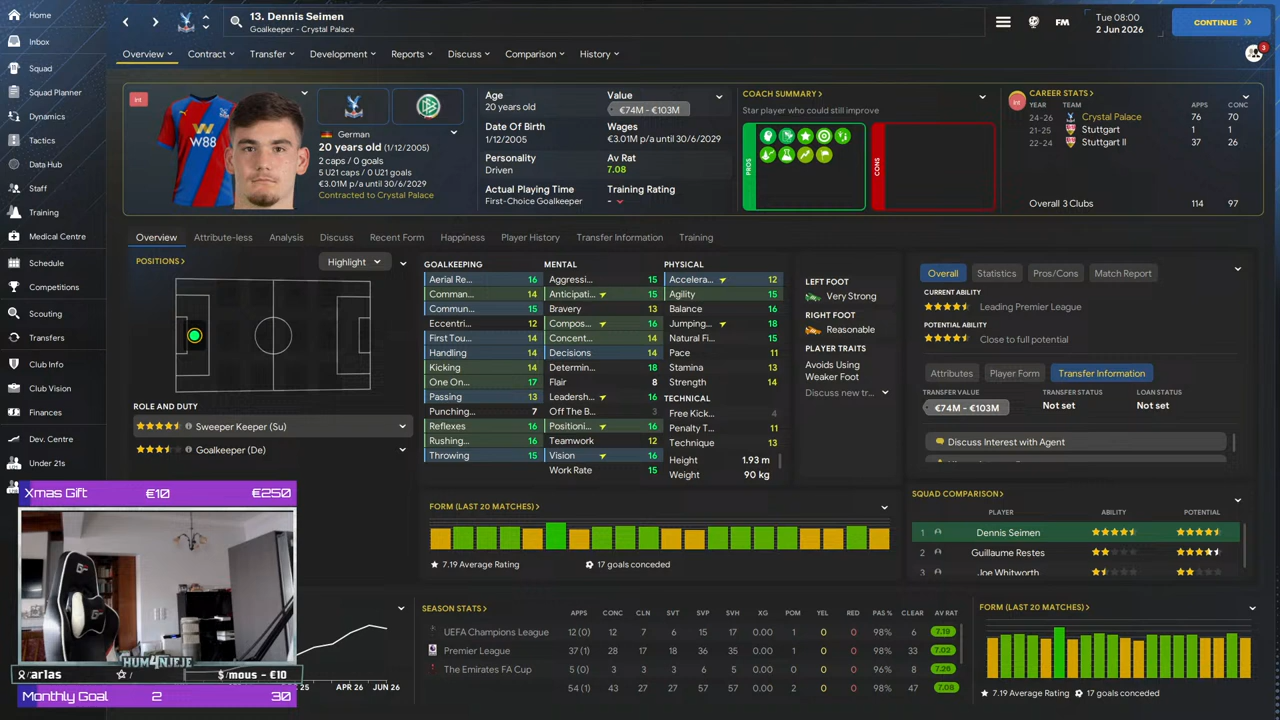 Home
13. Dennis Seimen
Goalkeeper - Crystal Palace
FM
Tue 08:00
2 Jun 2026
CONTINUE
Inbox
Squad
Squad Planner
Dynamics
Tactics
Data Hub
Staff
Training
Medical Centre
Schedule
Competitions
Scouting
Transfers
Club Info
Club Vision
Finances
Dev. Centre
Under 21s
Overview
Contract
Transfer
Development
Reports
Discuss
Comparison
History
3
Int
W88
German
20 years old (1/12/2005)
2 caps / 0 goals
5 U21 caps / 0 U21 goals
€3.01M p/a until 30/6/2029
Contracted to Crystal Palace
Age
20 years old
Date Of Birth
1/12/2005
Personality
Driven
Actual Playing Time
First-Choice Goalkeeper
Value
€74M - €103M
Wages
€3.01M p/a until 30/6/2029
Av Rat
7.08
Training Rating
-
COACH SUMMARY >
Star player who could still improve
PROS
CONS
Int
CAREER STATS >
YEAR TEAM APPS CONC
24-26 Crystal Palace 76 70
21-25 Stuttgart 1 1
22-24 Stuttgart II 37 26
Overall 3 Clubs 114 97
Overview
Attribute-less
Analysis
Discuss
Recent Form
Happiness
Player History
Transfer Information
Training
POSITIONS >
Highlight
ROLE AND DUTY
Sweeper Keeper (Su)
Goalkeeper (De)
GOALKEEPING
Aerial Re... 16
Comman... 14
Commun... 15
Eccentri... 12
First Tou... 14
Handling 14
Kicking 14
One On... 17
Passing 13
Punching... 7
Reflexes 16
Rushing... 16
Throwing 15
MENTAL
Aggressi... 15
Anticipati... 15
Bravery 13
Compos... 16
Concent... 14
Decisions 14
Determin... 18
Flair 8
Leadersh... 16
Off The B... 3
Positioni... 16
Teamwork 12
Vision 16
Work Rate 15
PHYSICAL
Accelera... 12
Agility 15
Balance 16
Jumping... 18
Natural Fi... 15
Pace 11
Stamina 13
Strength 14
TECHNICAL
Free Kick... 4
Penalty T... 11
Technique 13
Height 1.93 m
Weight 90 kg
LEFT FOOT
Very Strong
RIGHT FOOT
Reasonable
PLAYER TRAITS
Avoids Using
Weaker Foot
Discuss new tr...
Overall
Statistics
Pros/Cons
Match Report
CURRENT ABILITY
Leading Premier League
POTENTIAL ABILITY
Close to full potential
Attributes
Player Form
Transfer Information
TRANSFER VALUE
€74M - €103M
TRANSFER STATUS
Not set
LOAN STATUS
Not set
Discuss Interest with Agent
SQUAD COMPARISON >
PLAYER ABILITY POTENTIAL
1 Dennis Seimen
2 Guillaume Restes
3 Joe Whitworth
FORM (LAST 20 MATCHES) >
7.19 Average Rating
17 goals conceded
SEASON STATS > APPS CONC CLN SVT SVP SVH XG POM YEL RED PAS % CLEAR AV RAT
UEFA Champions League 12 (0) 12 7 6 15 17 0.00 1 0 0 98% 6 7.19
Premier League 37 (1) 28 17 18 36 35 0.00 1 0 0 98% 33 7.02
The Emirates FA Cup 5 (0) 3 3 3 6 5 0.00 0 0 0 96% 8 7.26
54 (1) 43 27 27 57 57 0.00 2 0 0 98% 47 7.08
FORM (LAST 20 MATCHES) >
7.19 Average Rating
17 goals conceded
APR 26
JUN 26
Xmas Gift €10 €250
HUM4NJEJE
/arlas
/mous - €10
Monthly Goal 2 30